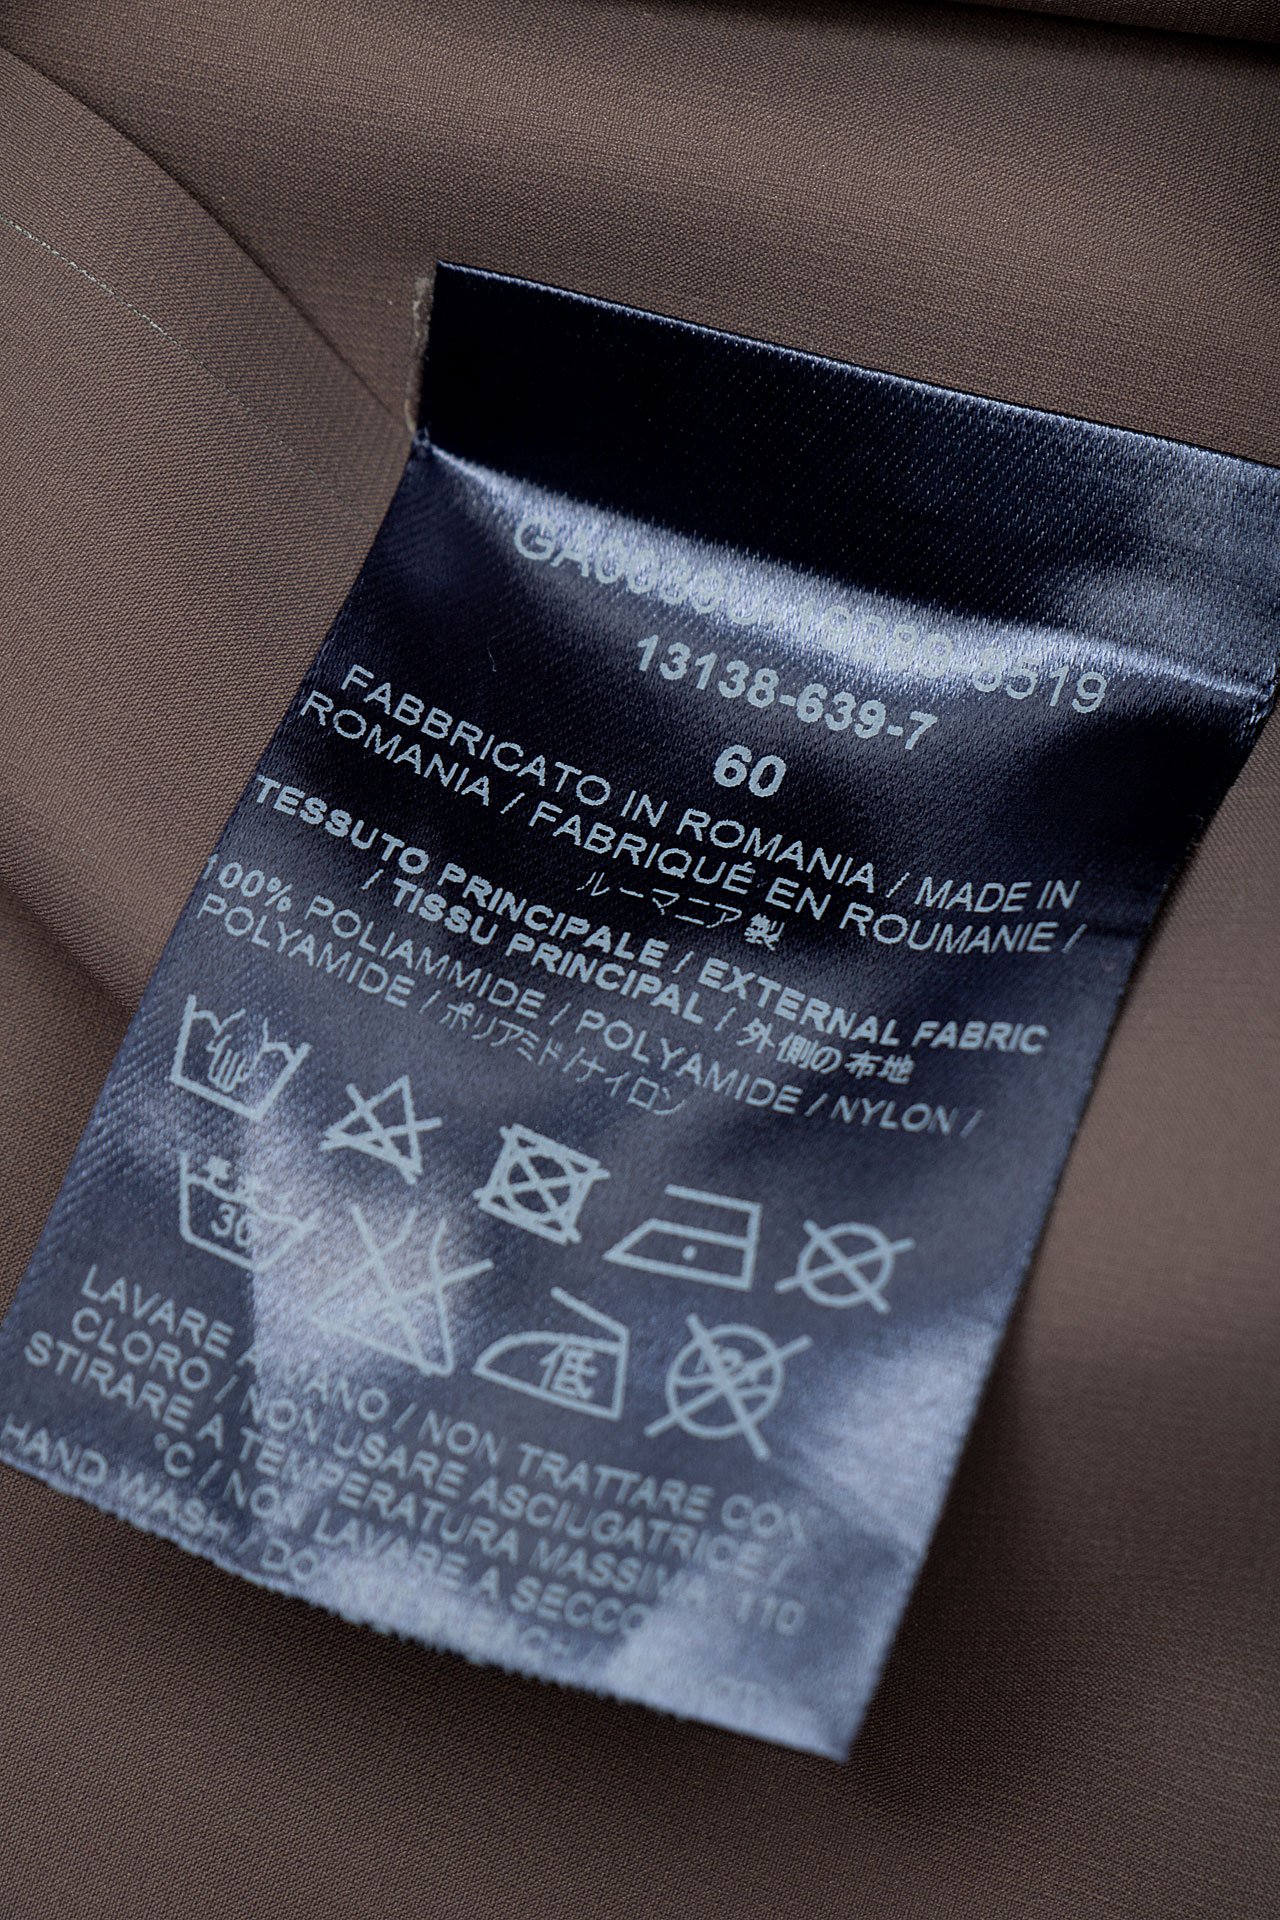 13138-639-7
60
FABBRICATO IN ROMANIA / MADE IN
ROMANIA / FABRIQUÉ EN ROUMANIE /
ルーマニア製
TESSUTO PRINCIPALE / EXTERNAL FABRIC
/ TISSU PRINCIPAL / 外側の布地
100% POLIAMMIDE / POLYAMIDE / NYLON /
POLYAMIDE / ポリアミド/ナイロン
30
低
LAVARE A MANO / NON TRATTARE CON
CLORO / NON USARE ASCIUGATRICE /
STIRARE A TEMPERATURA MASSIMA 110
°C / NON LAVARE A SECCO
HAND WASH / DO